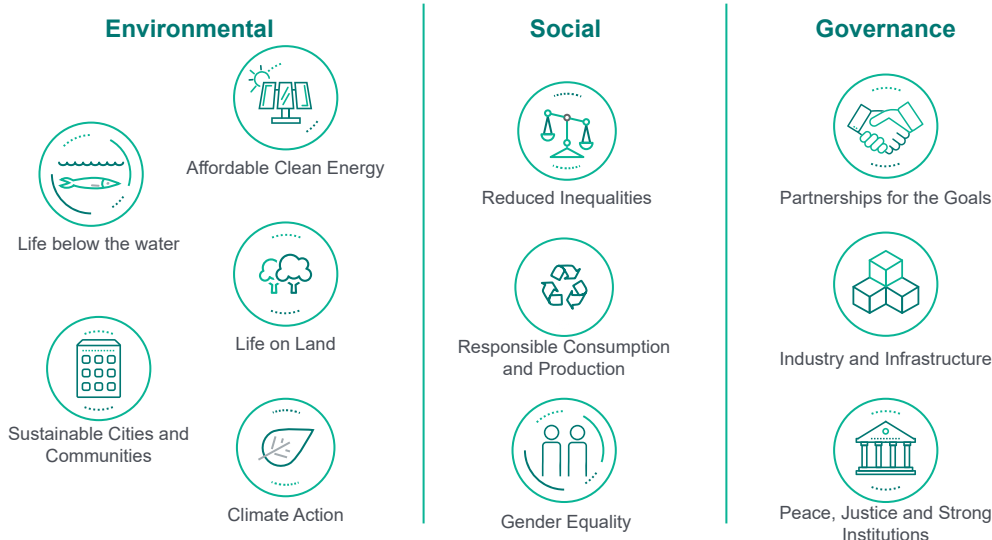 Environmental
Affordable Clean Energy
Life below the water
Life on Land
Sustainable Cities and
Communities
Climate Action
Social
Reduced Inequalities
Responsible Consumption
and Production
Gender Equality
Governance
Partnerships for the Goals
Industry and Infrastructure
Peace, Justice and Strong
Institutions